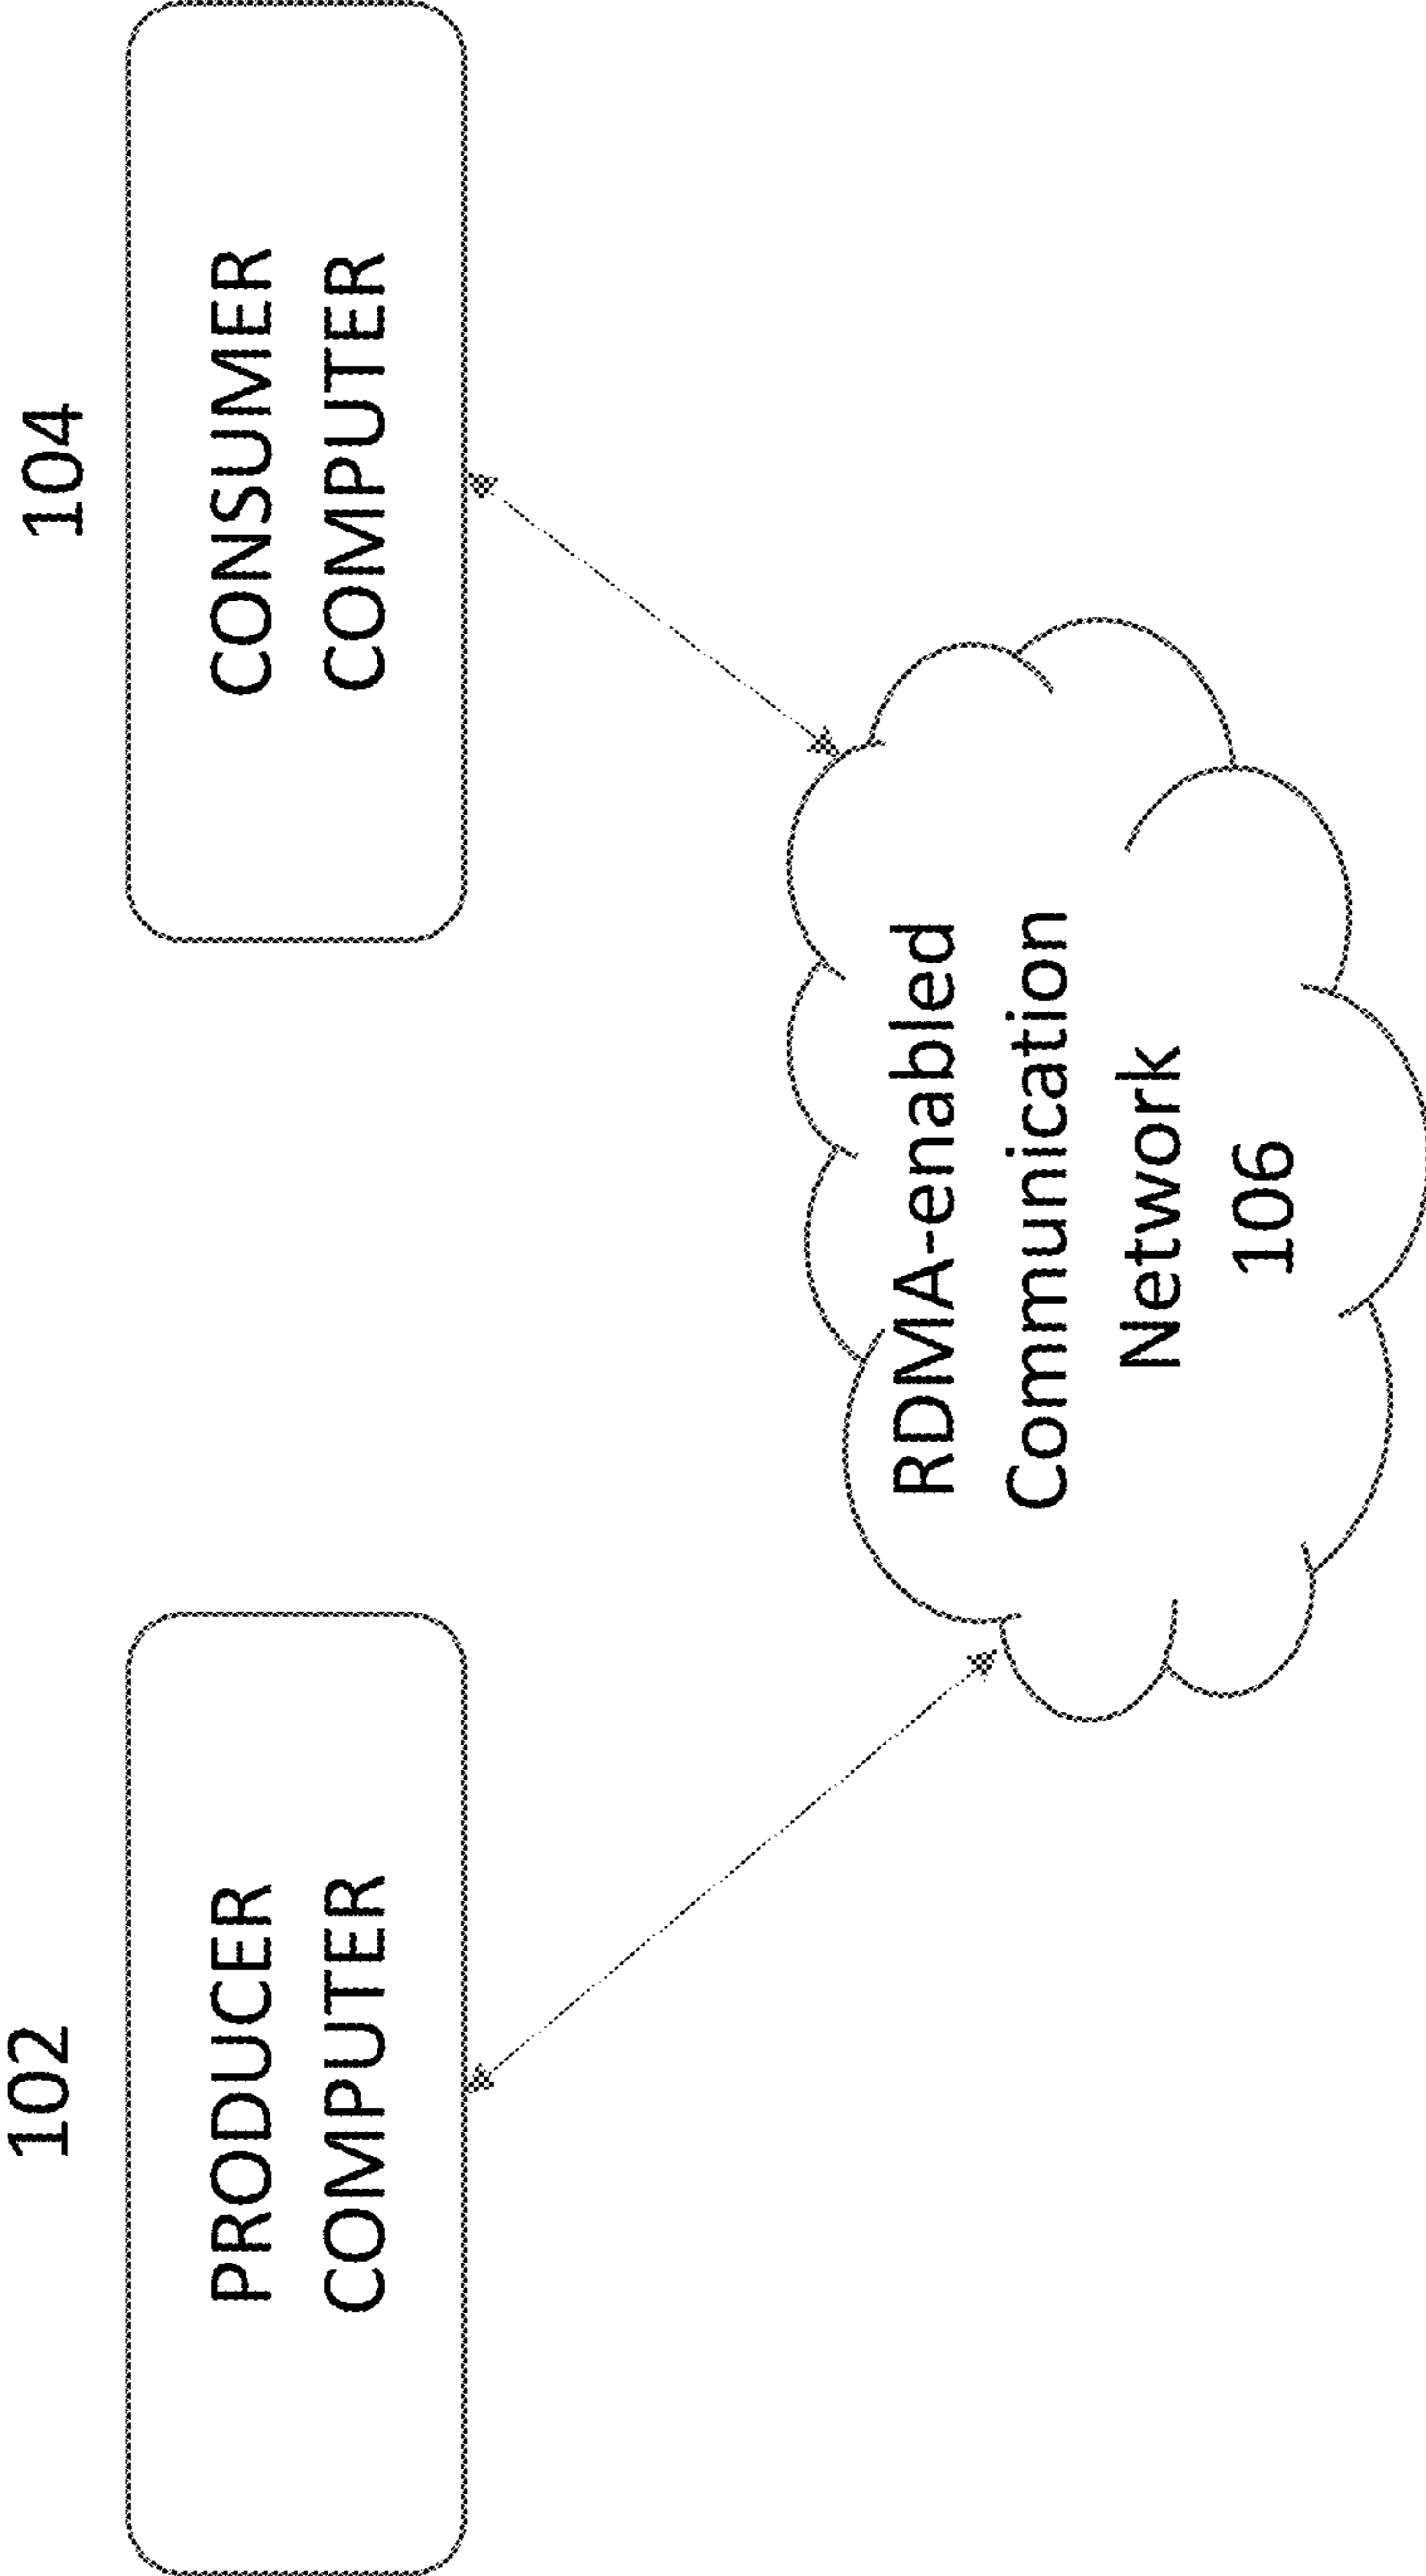 102
PRODUCER
COMPUTER
104
CONSUMER
COMPUTER
RDMA-enabled
Communication
Network
106